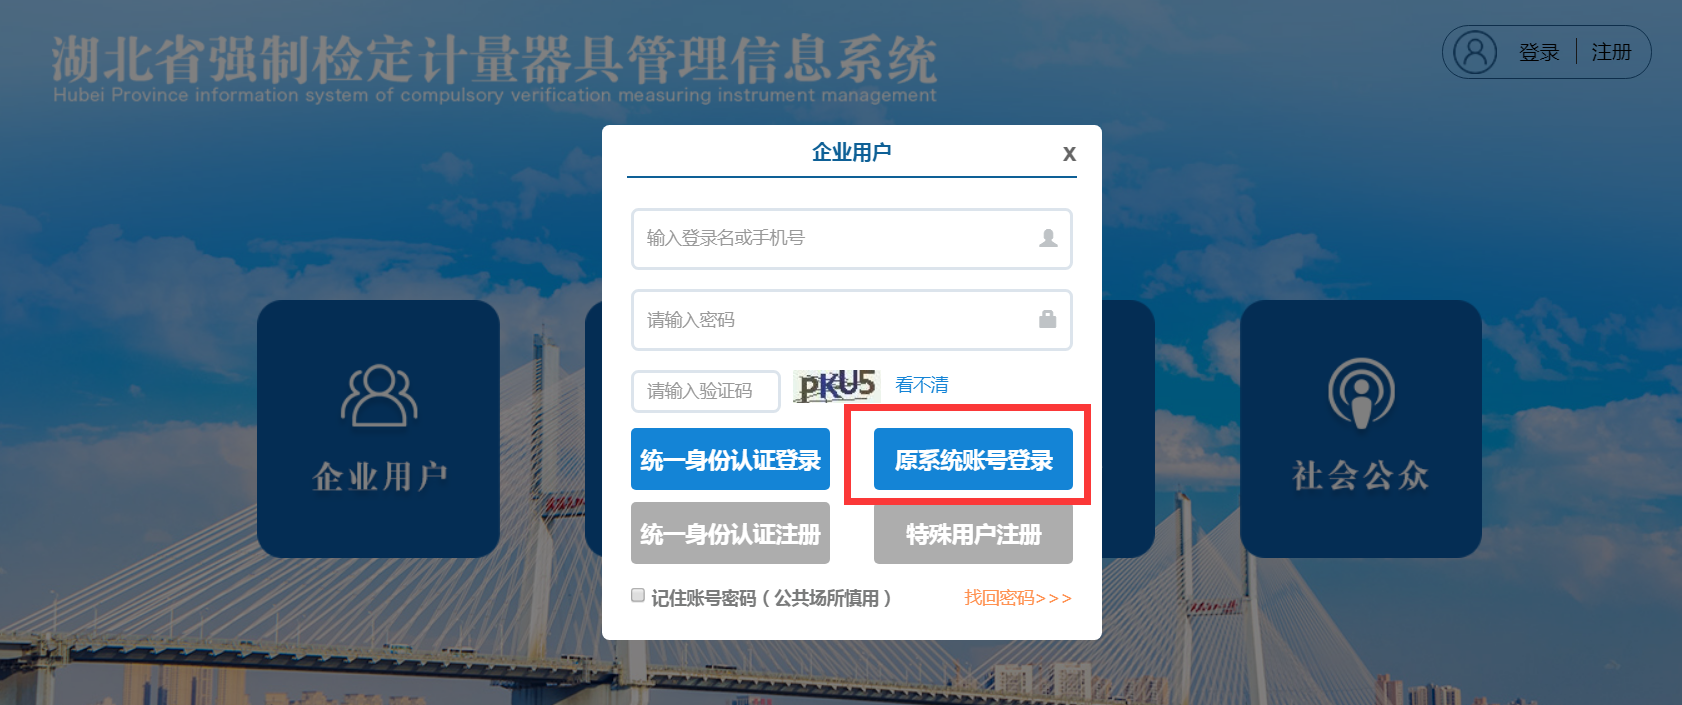 湖北省强制检定计量器具管理信息系统
Hubei Province information system of compulsory verification measuring instrument management
登录 | 注册
企业用户 x
输入登录名或手机号
请输入密码
请输入验证码 PKU5 看不清
统一身份认证登录 原系统账号登录
统一身份认证注册 特殊用户注册
记住账号密码（公共场所慎用） 找回密码>>>
企业用户
社会公众